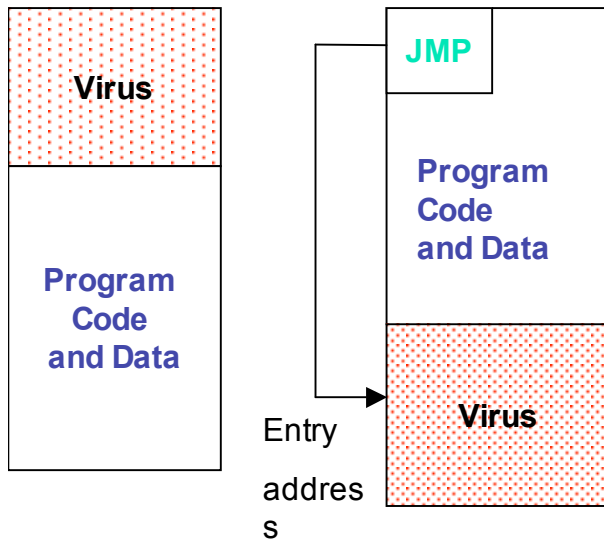 Virus
Program
Code
and Data
JMP
Program
Code
and Data
Virus
Entry
addres
s